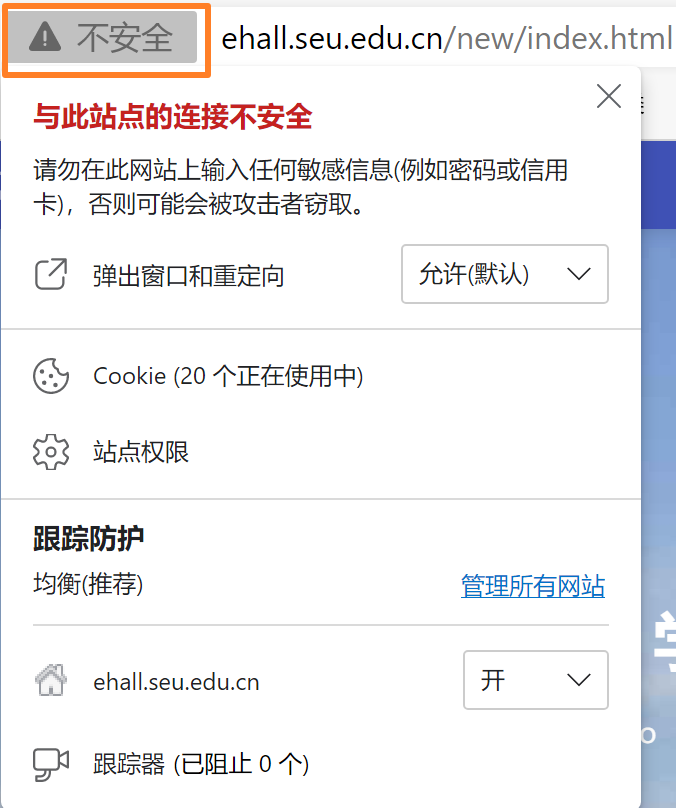 不安全 ehall.seu.edu.cn/new/index.html
与此站点的连接不安全
请勿在此网站上输入任何敏感信息(例如密码或信用
卡)，否则可能会被攻击者窃取。
弹出窗口和重定向 允许(默认)
Cookie (20 个正在使用中)
站点权限
跟踪防护
均衡(推荐) 管理所有网站
ehall.seu.edu.cn 开
跟踪器 (已阻止 0 个)